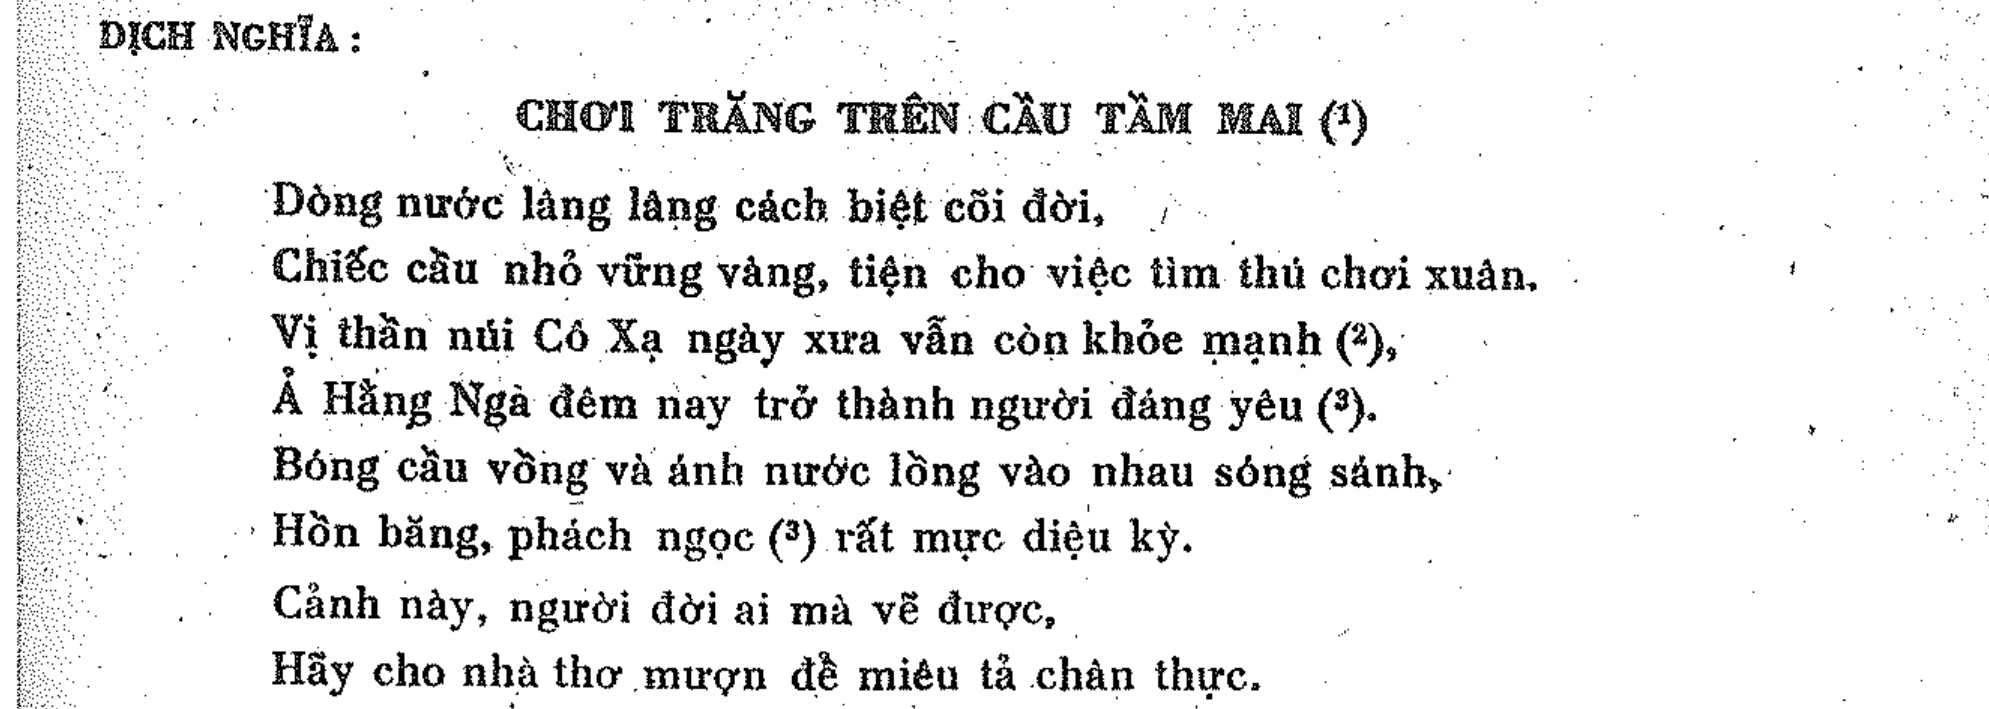 DỊCH NGHĨA :
CHƠI TRĂNG TRÊN CẦU TẦM MAI (¹)
Dòng nước lâng lâng cách biệt cõi đời,
Chiếc cầu nhỏ vững vàng, tiện cho việc tìm thú chơi xuân.
Vị thần núi Cô Xạ ngày xưa vẫn còn khỏe mạnh (²),
Ả Hằng Ngà đêm nay trở thành người đáng yêu (³).
Bóng cầu vồng và ánh nước lồng vào nhau sóng sánh,
Hồn băng, phách ngọc (³) rất mực diệu kỳ.
Cảnh này, người đời ai mà vẽ được,
Hãy cho nhà thơ mượn để miêu tả chân thực.